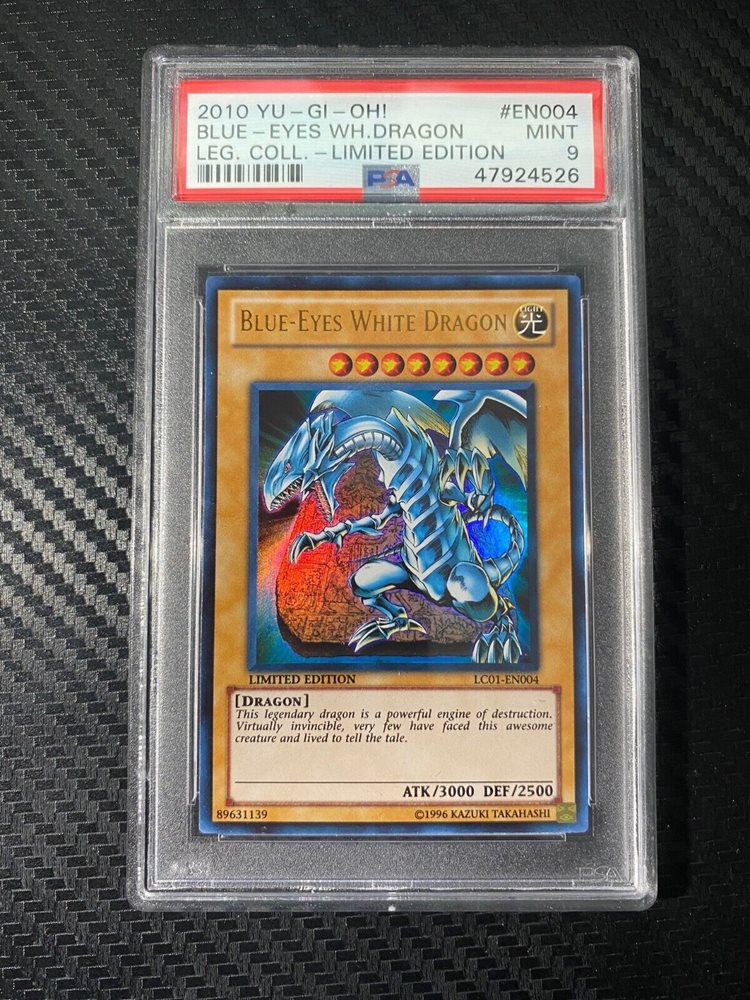 2010 YU-GI-OH! #EN004
BLUE-EYES WH.DRAGON MINT
LEG. COLL.-LIMITED EDITION 9
PSA 47924526
BLUE-EYES WHITE DRAGON
LIGHT
光
LIMITED EDITION LC01-EN004
[DRAGON]
This legendary dragon is a powerful engine of destruction.
Virtually invincible, very few have faced this awesome
creature and lived to tell the tale.
ATK/3000 DEF/2500
89631139 ©1996 KAZUKI TAKAHASHI
PSA